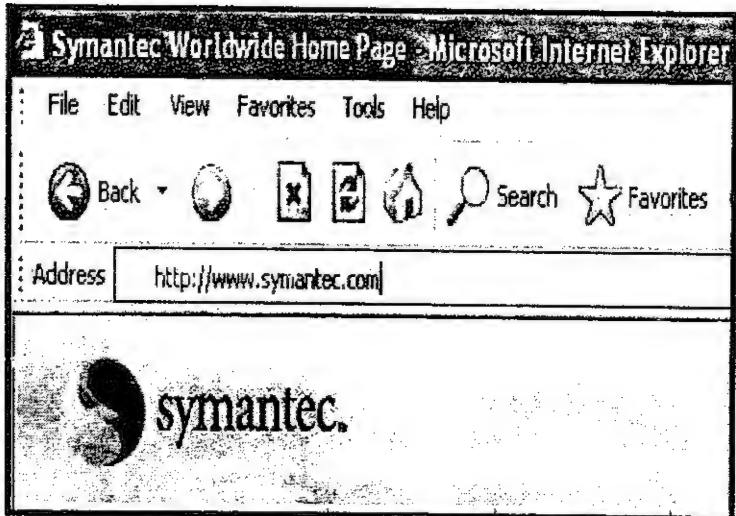 Symantec Worldwide Home Page - Microsoft Internet Explorer
File Edit View Favorites Tools Help
Back Search Favorites
Address http://www.symantec.com
symantec.